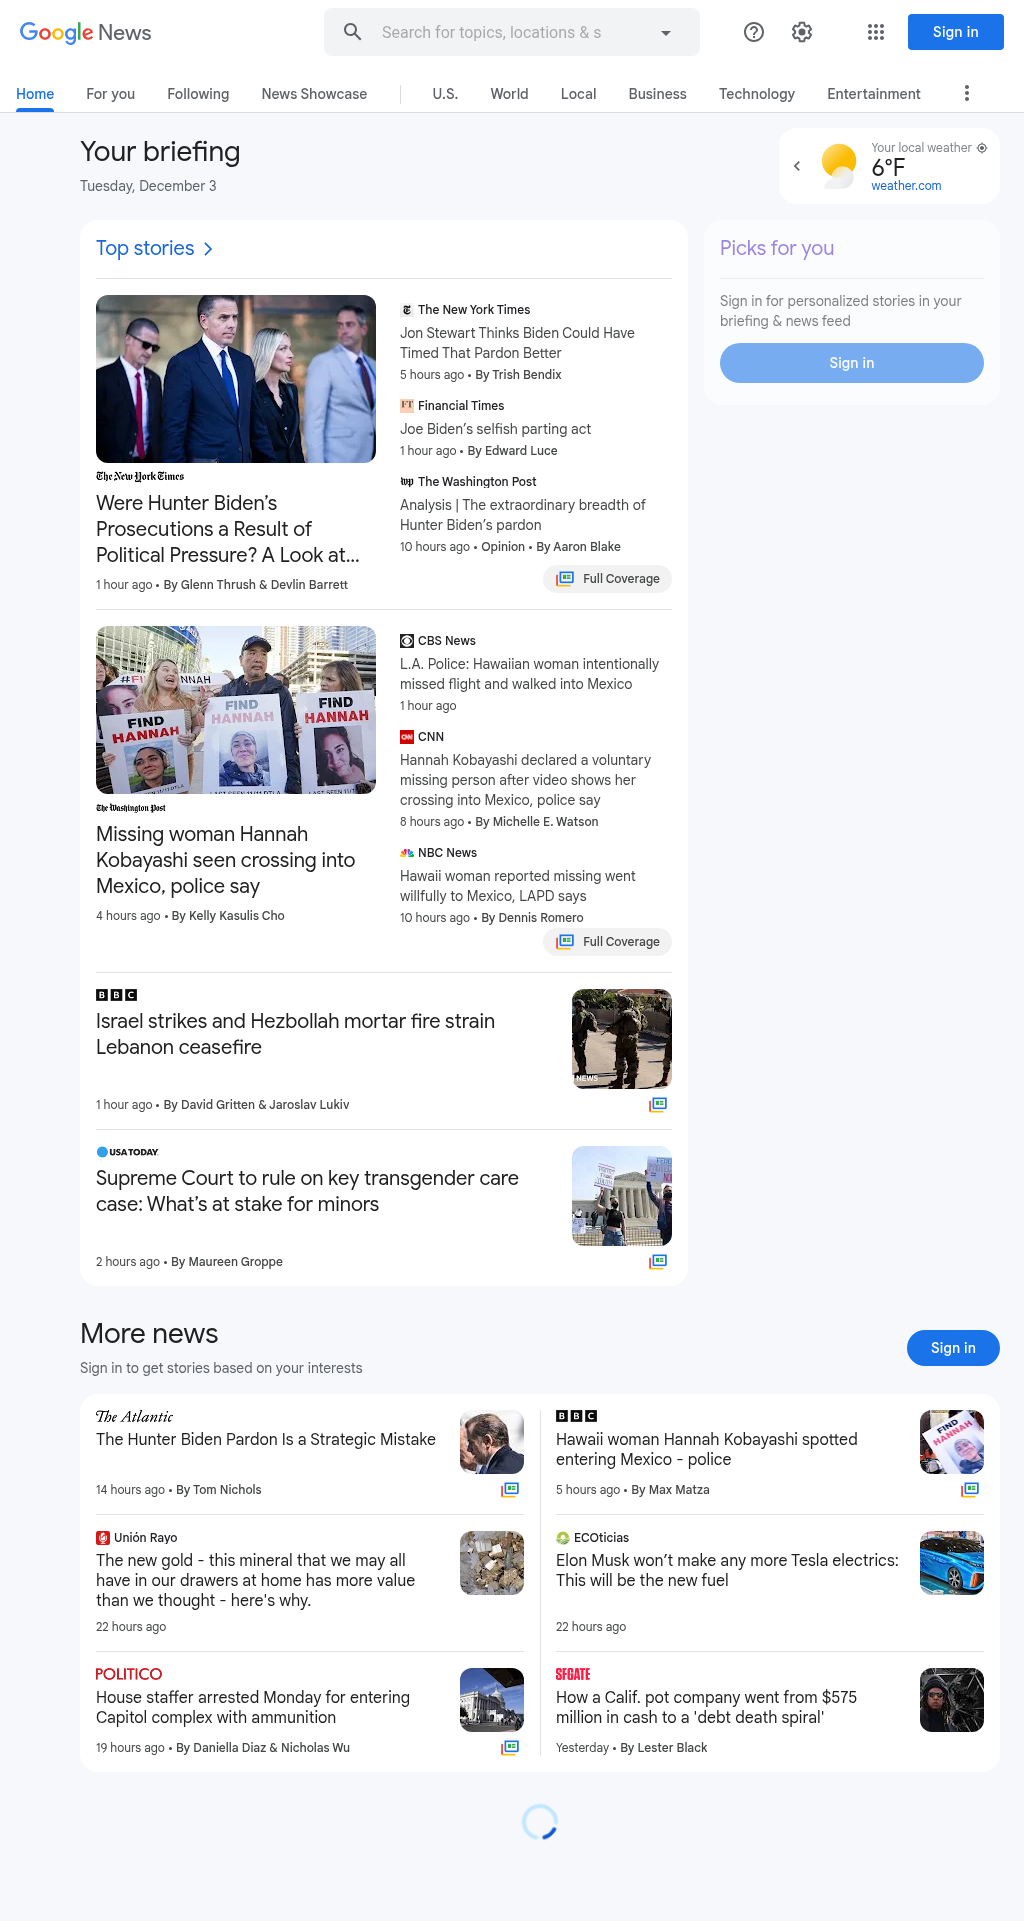 Google News
Search for topics, locations & s
Sign in
Home
For you
Following
News Showcase
U.S.
World
Local
Business
Technology
Entertainment
Your briefing
Tuesday, December 3
Your local weather
6°F
weather.com
Top stories
Picks for you
Sign in for personalized stories in your
briefing & news feed
Sign in
The New York Times
Were Hunter Biden’s
Prosecutions a Result of
Political Pressure? A Look at...
1 hour ago • By Glenn Thrush & Devlin Barrett
The New York Times
Jon Stewart Thinks Biden Could Have
Timed That Pardon Better
5 hours ago • By Trish Bendix
FT Financial Times
Joe Biden’s selfish parting act
1 hour ago • By Edward Luce
wp The Washington Post
Analysis | The extraordinary breadth of
Hunter Biden’s pardon
10 hours ago • Opinion • By Aaron Blake
Full Coverage
FIND
HANNAH
FIND
HANNAH
FIND
HANNAH
The Washington Post
Missing woman Hannah
Kobayashi seen crossing into
Mexico, police say
4 hours ago • By Kelly Kasulis Cho
CBS News
L.A. Police: Hawaiian woman intentionally
missed flight and walked into Mexico
1 hour ago
CNN CNN
Hannah Kobayashi declared a voluntary
missing person after video shows her
crossing into Mexico, police say
8 hours ago • By Michelle E. Watson
NBC News
Hawaii woman reported missing went
willfully to Mexico, LAPD says
10 hours ago • By Dennis Romero
Full Coverage
BBC
Israel strikes and Hezbollah mortar fire strain
Lebanon ceasefire
1 hour ago • By David Gritten & Jaroslav Lukiv
NEWS
USA TODAY
Supreme Court to rule on key transgender care
case: What’s at stake for minors
2 hours ago • By Maureen Groppe
More news
Sign in to get stories based on your interests
Sign in
The Atlantic
The Hunter Biden Pardon Is a Strategic Mistake
14 hours ago • By Tom Nichols
BBC
Hawaii woman Hannah Kobayashi spotted
entering Mexico - police
5 hours ago • By Max Matza
FIND
HANNAH
Unión Rayo
The new gold - this mineral that we may all
have in our drawers at home has more value
than we thought - here's why.
22 hours ago
ECOticias
Elon Musk won’t make any more Tesla electrics:
This will be the new fuel
22 hours ago
POLITICO
House staffer arrested Monday for entering
Capitol complex with ammunition
19 hours ago • By Daniella Diaz & Nicholas Wu
SFGATE
How a Calif. pot company went from $575
million in cash to a 'debt death spiral'
Yesterday • By Lester Black